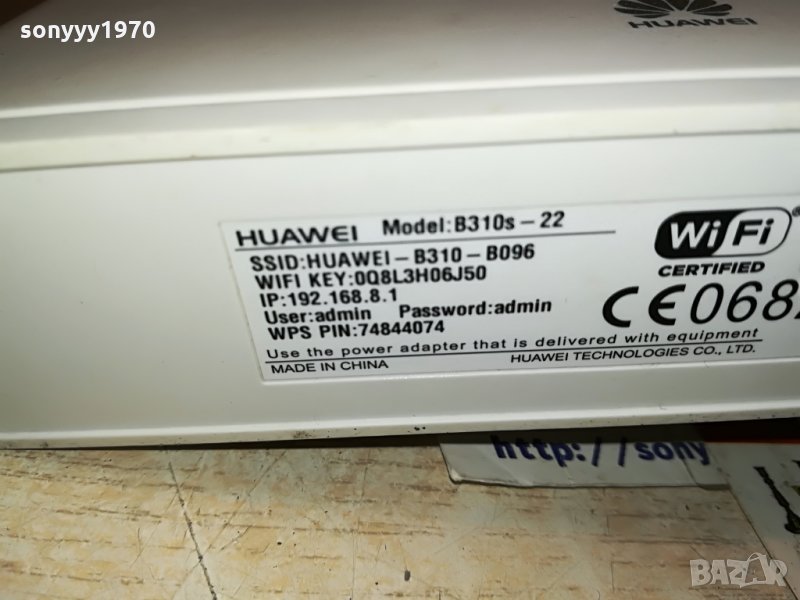 sonyyy1970
HUAWEI
HUAWEI Model:B310s-22
SSID:HUAWEI-B310-B096
WIFI KEY:0Q8L3H06J50
IP:192.168.8.1
User:admin Password:admin
WPS PIN:74844074
Use the power adapter that is delivered with equipment
MADE IN CHINA HUAWEI TECHNOLOGIES CO., LTD.
WiFi
CERTIFIED
CE068
http://sony
BAZAR